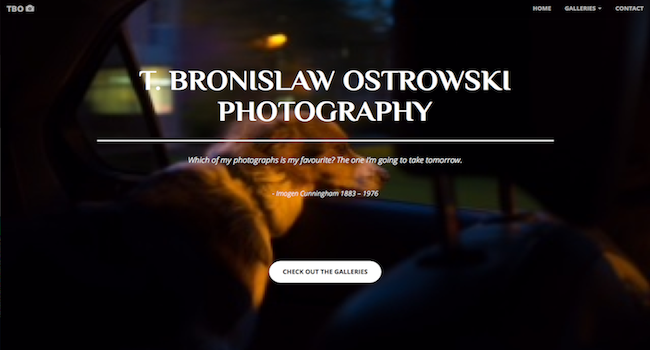 TBO
HOME GALLERIES CONTACT
T. BRONISLAW OSTROWSKI
PHOTOGRAPHY
Which of my photographs is my favourite? The one I'm going to take tomorrow.
- Imogen Cunningham 1883 – 1976
CHECK OUT THE GALLERIES